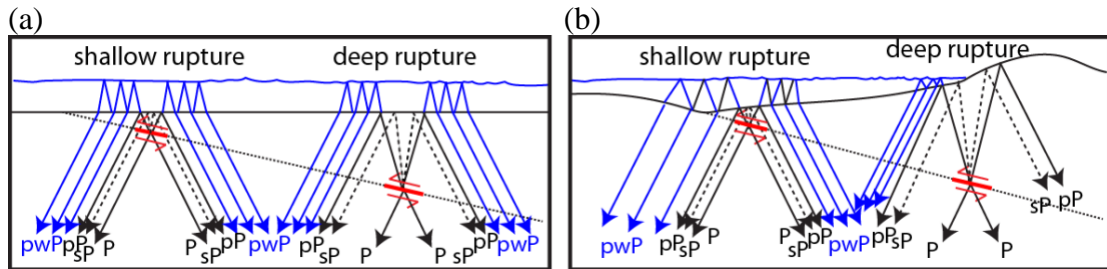 (a)
shallow rupture deep rupture
pwP pP sP P P sP pP pwP pP sP P P sP pP pwP
(b)
shallow rupture deep rupture
pwP pP sP P P sP pP pwP pP sP P P sP pP